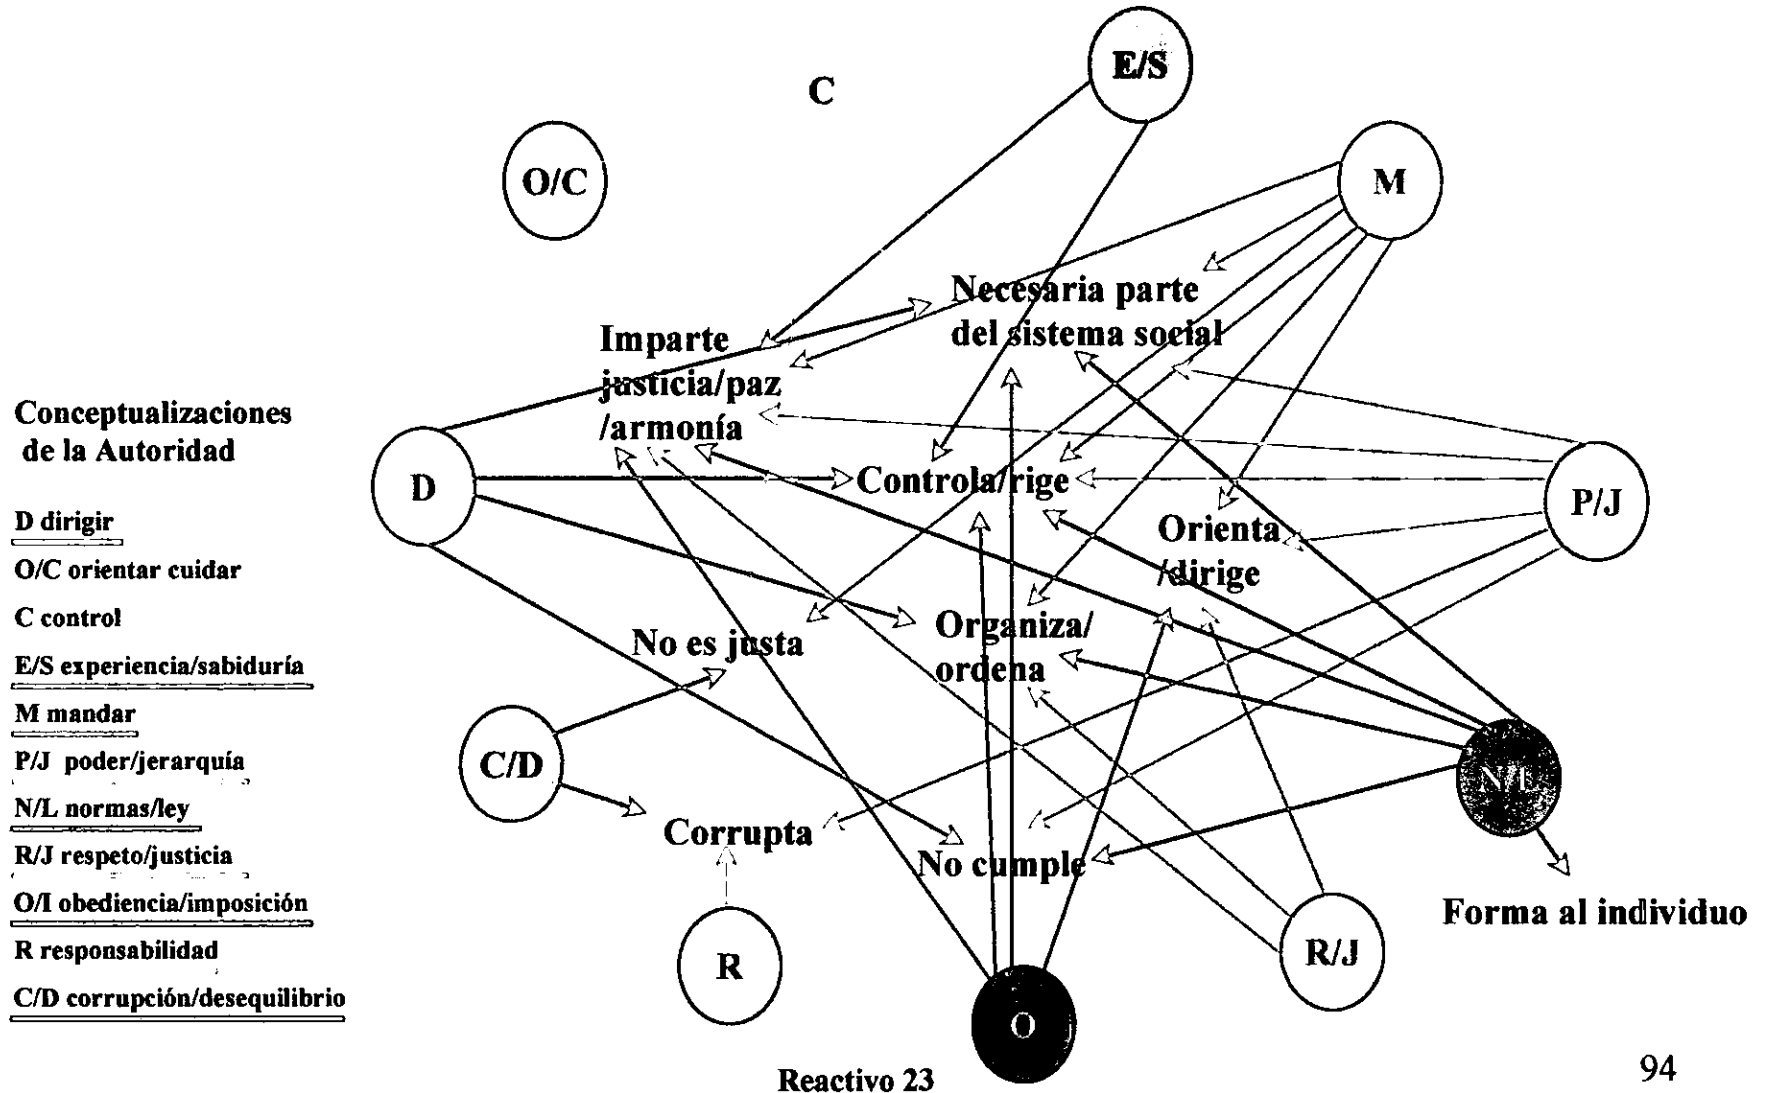 E/S
C
O/C
M
Necesaria parte
del sistema social
Imparte
justicia/paz
/armonía
Conceptualizaciones
de la Autoridad
D
Controla/rige
P/J
Orienta
/dirige
D dirigir
O/C orientar cuidar
C control
E/S experiencia/sabiduría
M mandar
P/J poder/jerarquía
N/L normas/ley
R/J respeto/justicia
O/I obediencia/imposición
R responsabilidad
C/D corrupción/desequilibrio
No es justa
Organiza/
ordena
C/D
N/L
Corrupta
No cumple
Forma al individuo
R
R/J
O
Reactivo 23
94